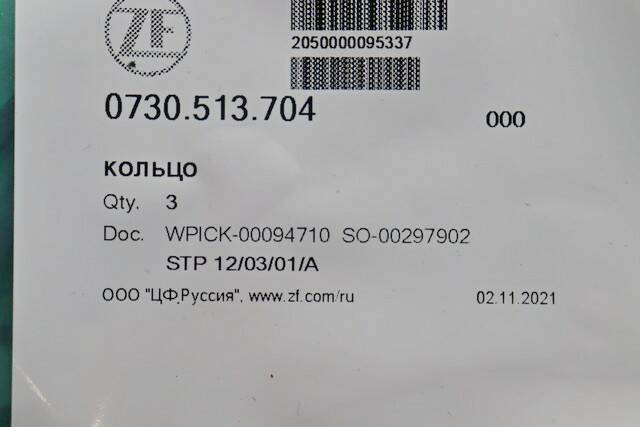 ZF
2050000095337
0730.513.704 000
кольцо
Qty. 3
Doc. WPICK-00094710 SO-00297902
STP 12/03/01/A
ООО "ЦФ Руссия", www.zf.com/ru 02.11.2021